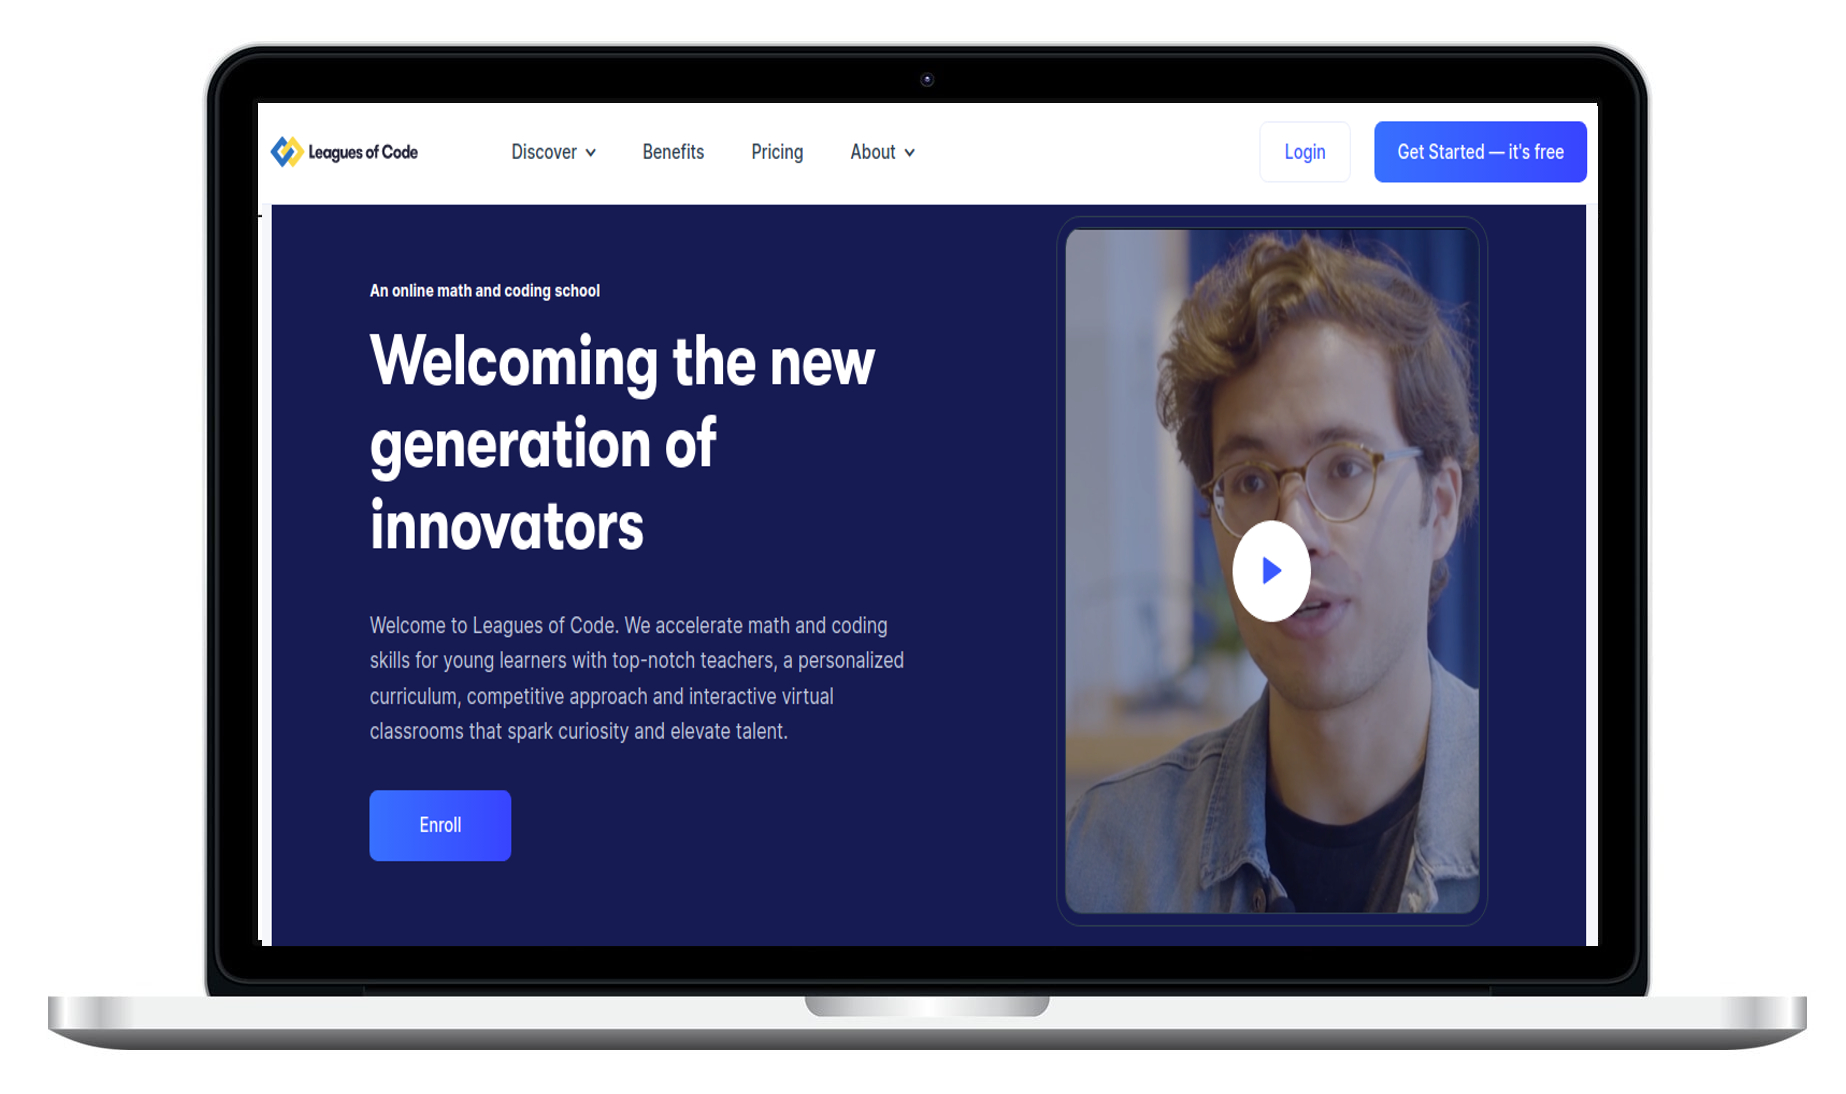 Leagues of Code
Discover
Benefits
Pricing
About
Login
Get Started — it's free
An online math and coding school
Welcoming the new
generation of
innovators
Welcome to Leagues of Code. We accelerate math and coding
skills for young learners with top-notch teachers, a personalized
curriculum, competitive approach and interactive virtual
classrooms that spark curiosity and elevate talent.
Enroll